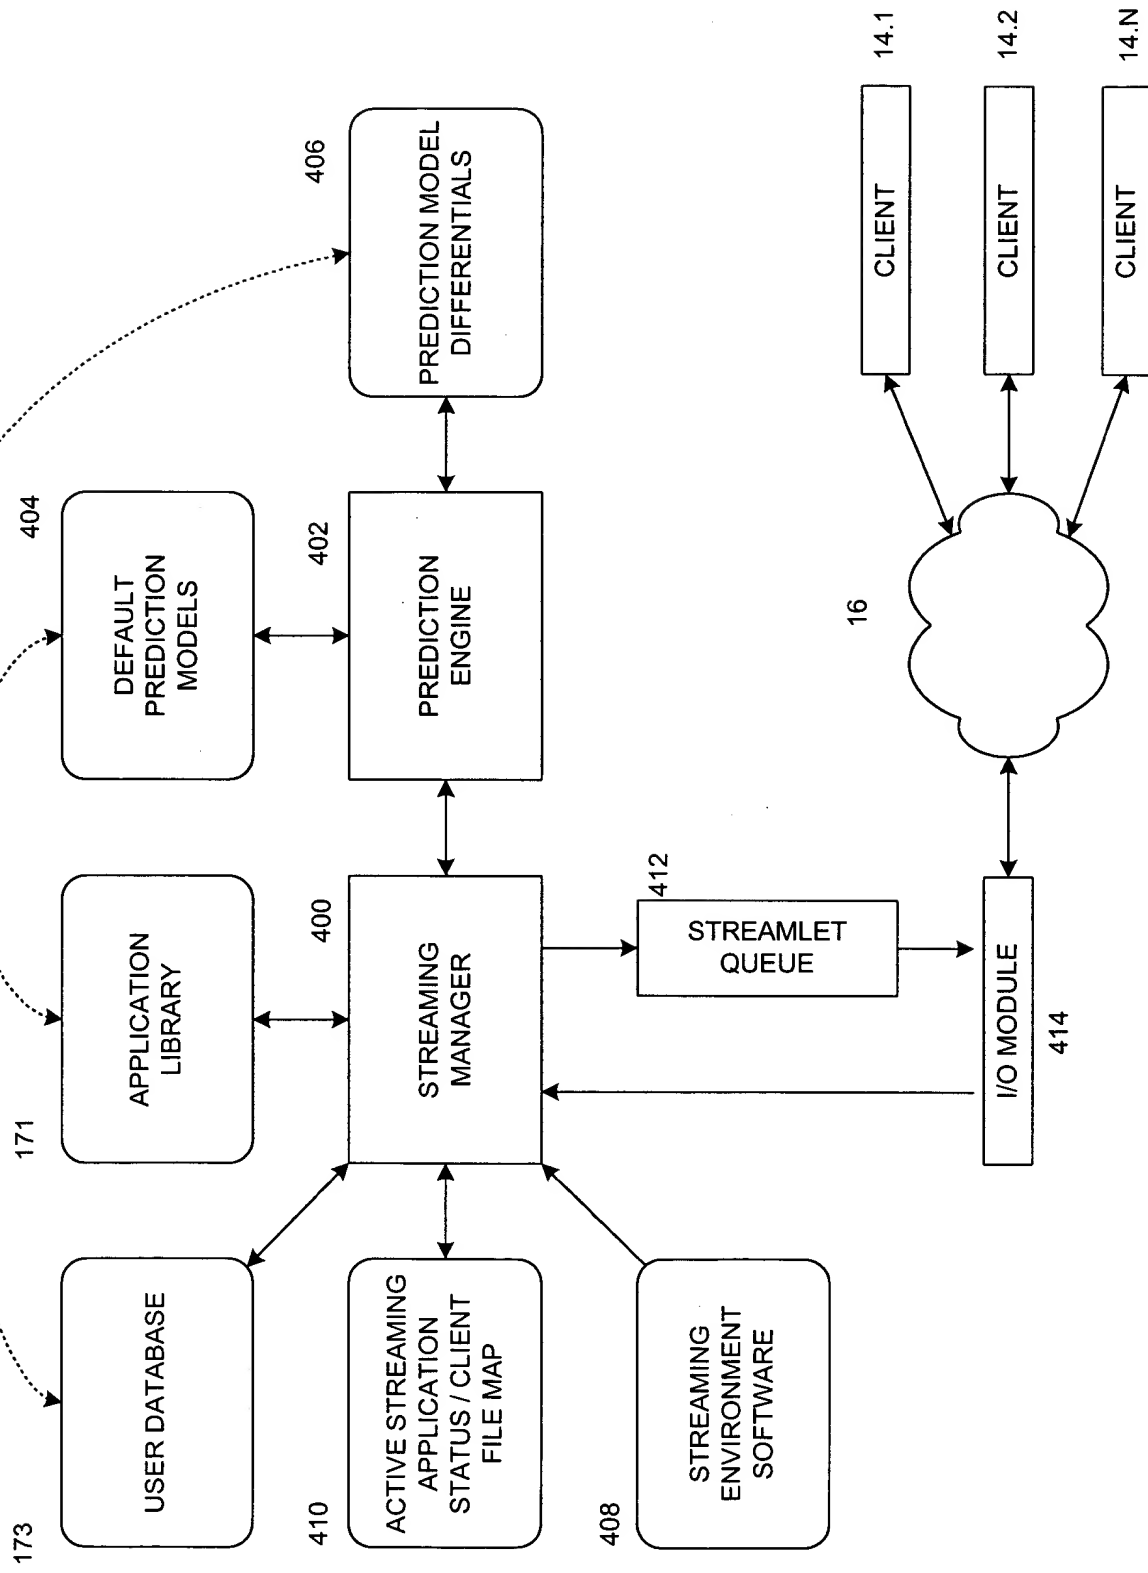 173
USER DATABASE
171
APPLICATION
LIBRARY
404
DEFAULT
PREDICTION
MODELS
410
ACTIVE STREAMING
APPLICATION
STATUS / CLIENT
FILE MAP
400
STREAMING
MANAGER
402
PREDICTION
ENGINE
406
PREDICTION MODEL
DIFFERENTIALS
408
STREAMING
ENVIRONMENT
SOFTWARE
412
STREAMLET
QUEUE
I/O MODULE
414
16
CLIENT
14.1
CLIENT
14.2
CLIENT
14.N